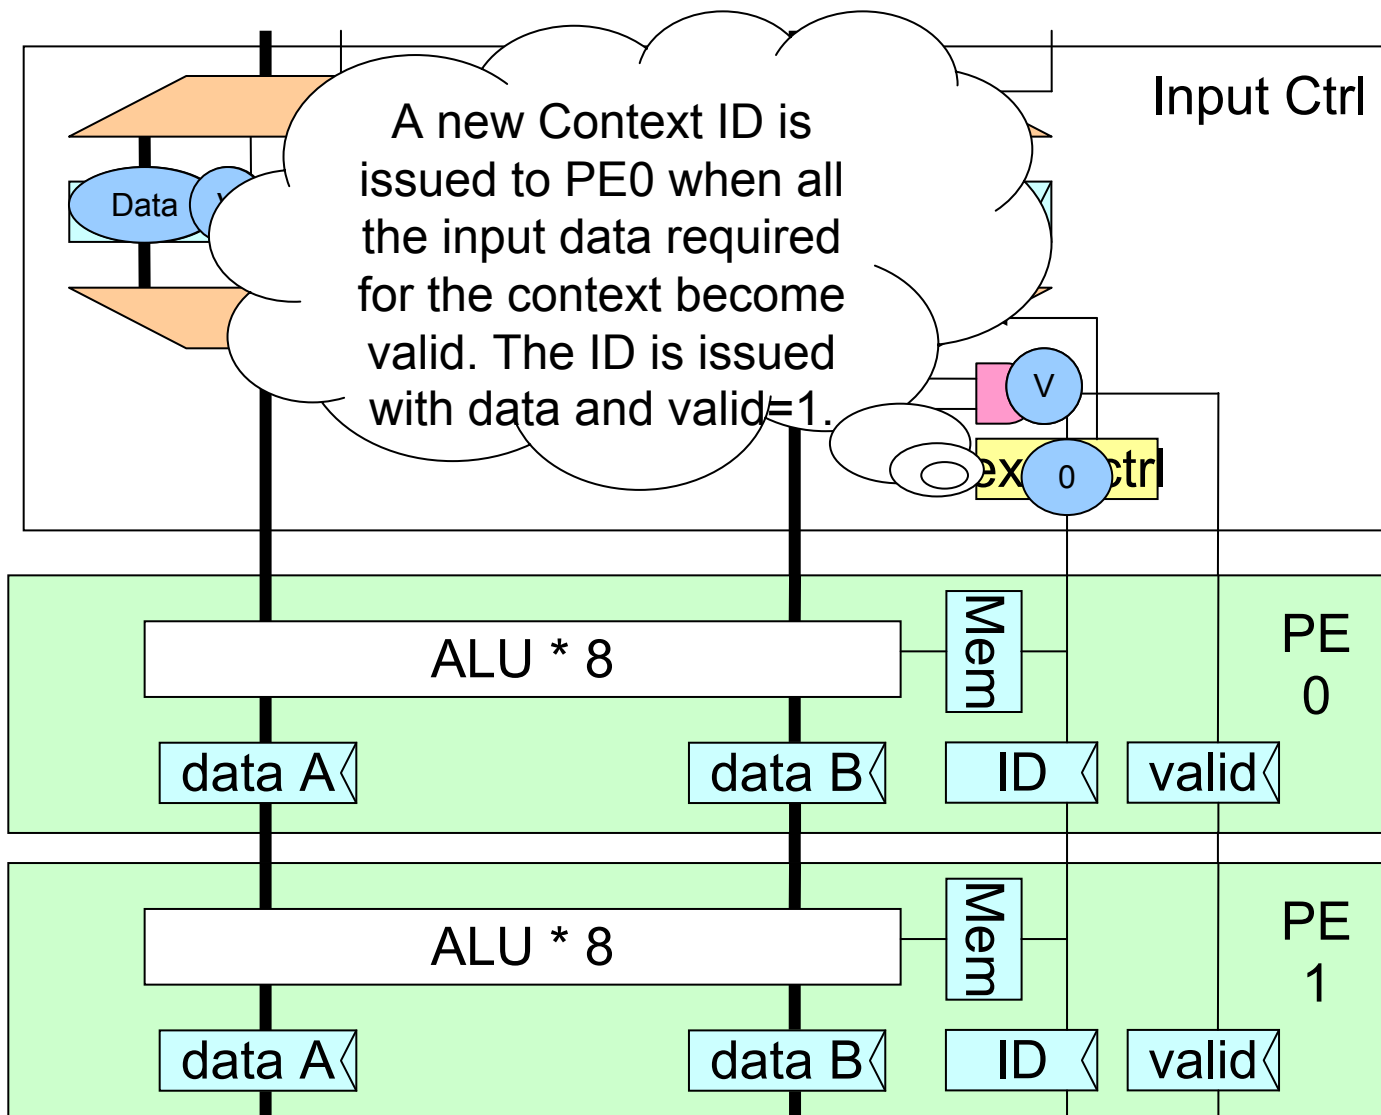 Input Ctrl
A new Context ID is
issued to PE0 when all
the input data required
for the context become
valid. The ID is issued
with data and valid=1.
Data
V
0
ctrl
ALU * 8
Mem
PE
0
data A
data B
ID
valid
ALU * 8
Mem
PE
1
data A
data B
ID
valid